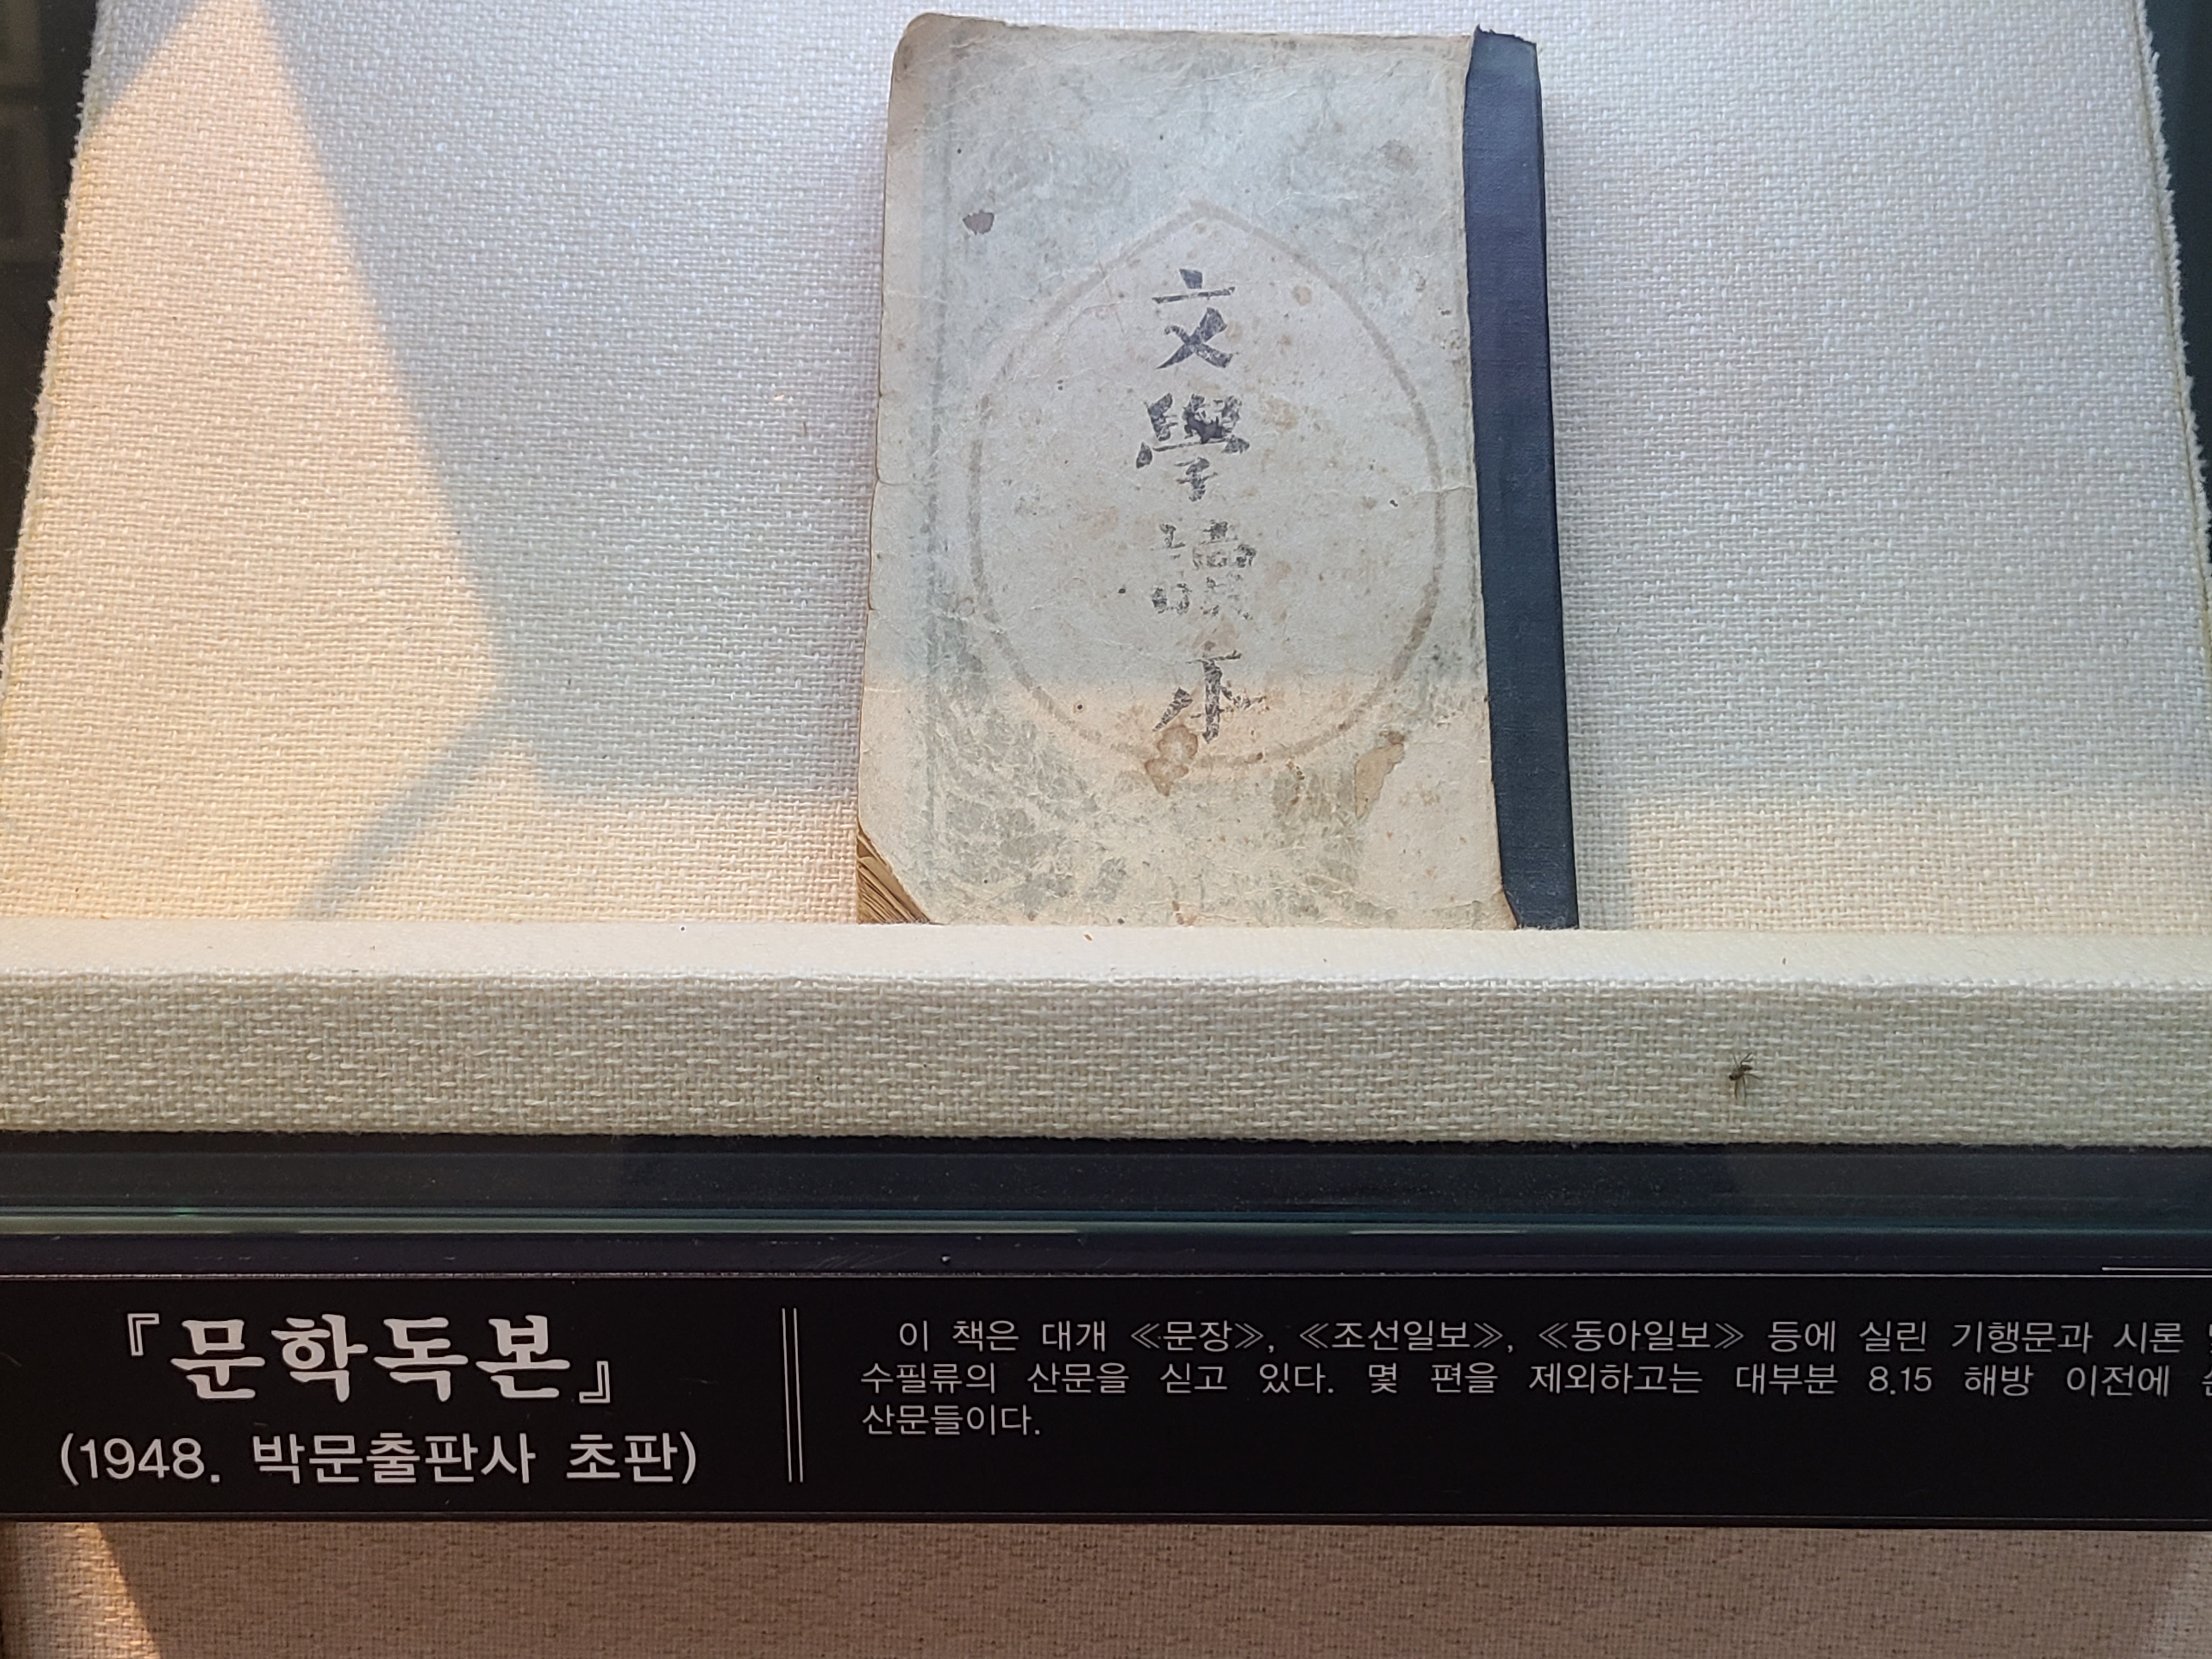 文學讀本
『문학독본』
(1948. 박문출판사 초판)
이 책은 대개 ≪문장≫, ≪조선일보≫, ≪동아일보≫ 등에 실린 기행문과 시론
수필류의 산문을 싣고 있다. 몇 편을 제외하고는 대부분 8.15 해방 이전에
산문들이다.